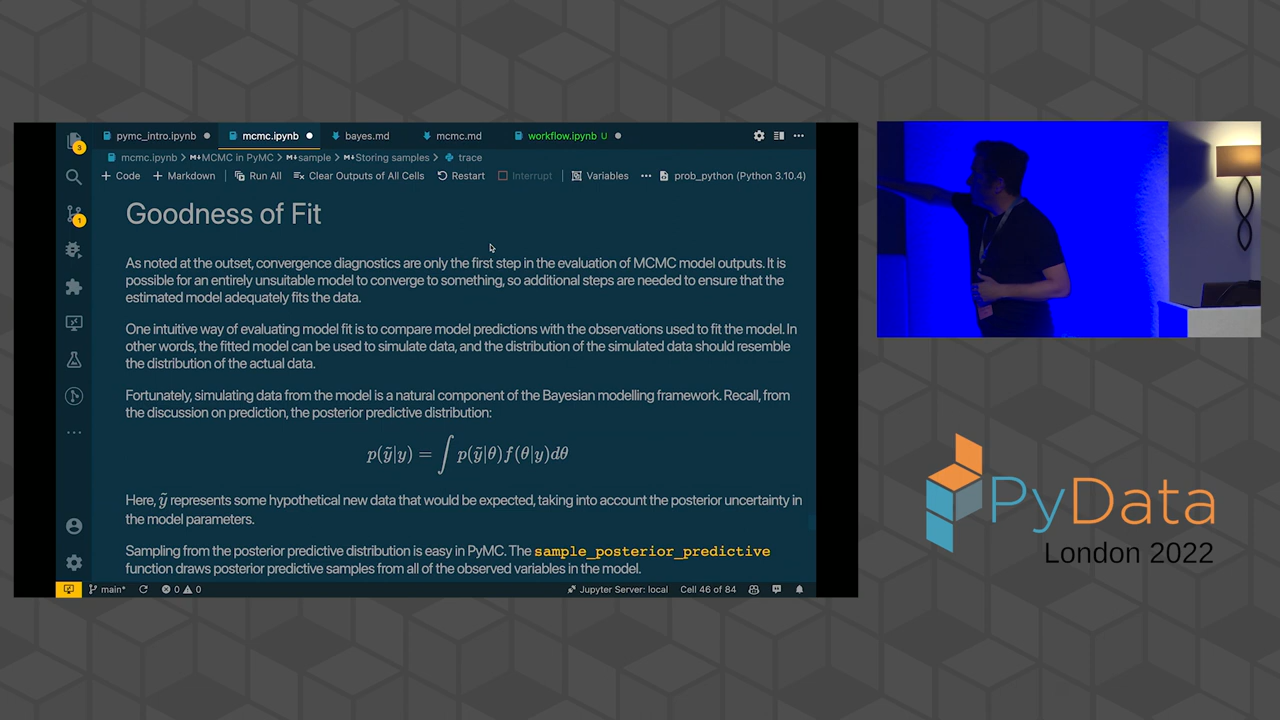 pymc_intro.ipynb
mcmc.ipynb
bayes.md
mcmc.md
workflow.ipynb U
mcmc.ipynb > MCMC in PyMC > sample > Storing samples > trace
+ Code + Markdown Run All Clear Outputs of All Cells Restart Interrupt Variables ... prob_python (Python 3.10.4)
3
1
Goodness of Fit
As noted at the outset, convergence diagnostics are only the first step in the evaluation of MCMC model outputs. It is
possible for an entirely unsuitable model to converge to something, so additional steps are needed to ensure that the
estimated model adequately fits the data.
One intuitive way of evaluating model fit is to compare model predictions with the observations used to fit the model. In
other words, the fitted model can be used to simulate data, and the distribution of the simulated data should resemble
the distribution of the actual data.
Fortunately, simulating data from the model is a natural component of the Bayesian modelling framework. Recall, from
the discussion on prediction, the posterior predictive distribution:
p(ỹ|y) = ∫ p(ỹ|θ)f(θ|y)dθ
Here, ỹ represents some hypothetical new data that would be expected, taking into account the posterior uncertainty in
the model parameters.
Sampling from the posterior predictive distribution is easy in PyMC. The sample_posterior_predictive
function draws posterior predictive samples from all of the observed variables in the model.
main* 0 0 Jupyter Server: local Cell 46 of 84
PyData
London 2022